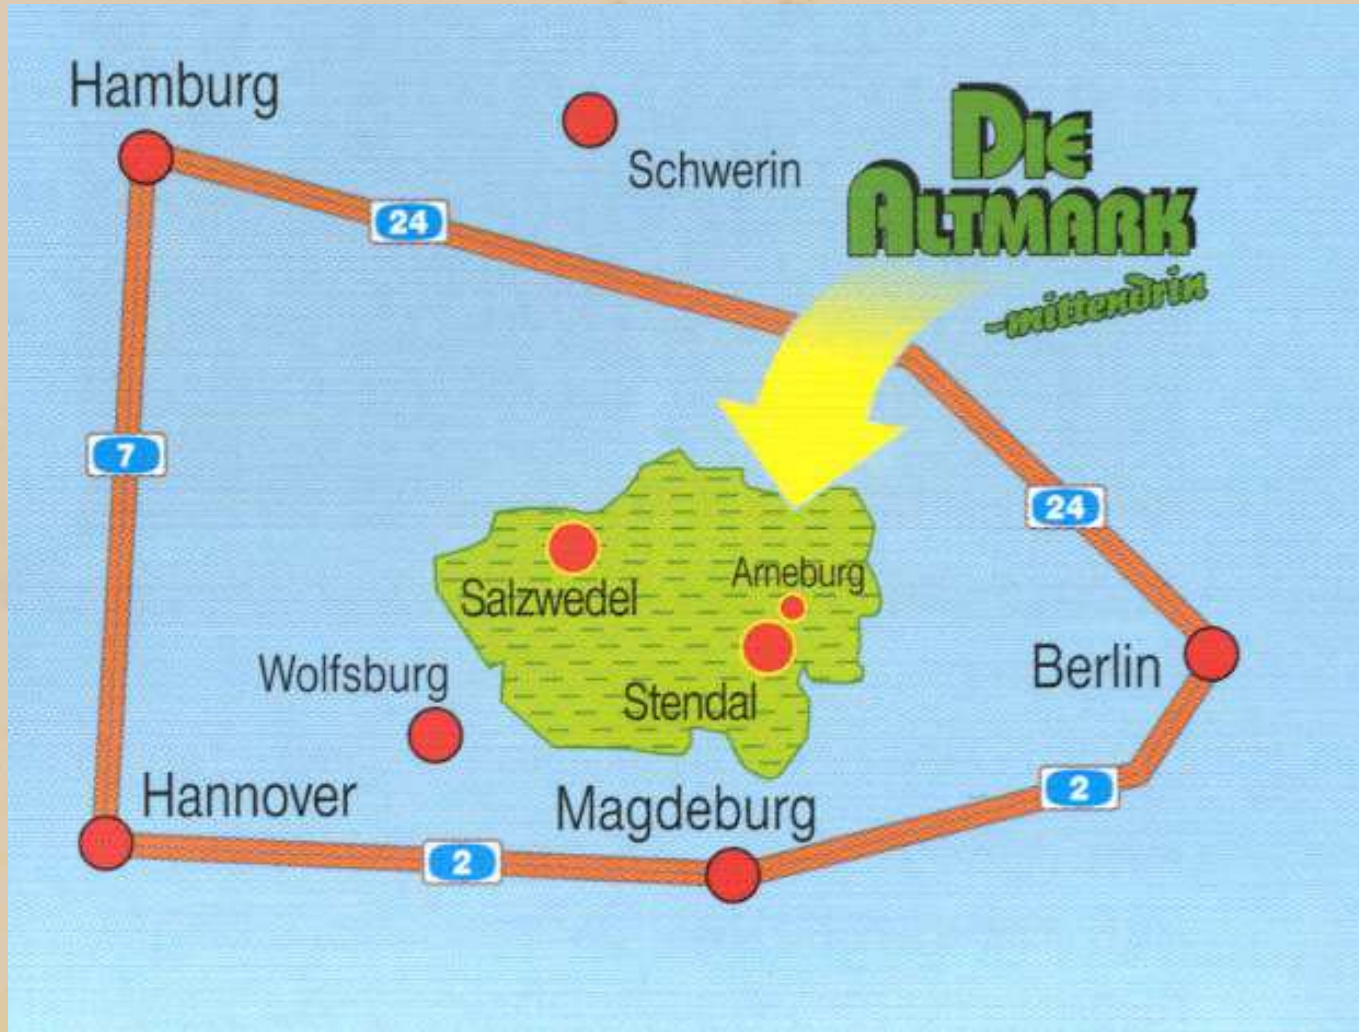 Hamburg
Schwerin
DIE
ALTMARK
-mittendrin
24
7
24
Salzwedel
Arneburg
Wolfsburg
Stendal
Berlin
Hannover
Magdeburg
2
2